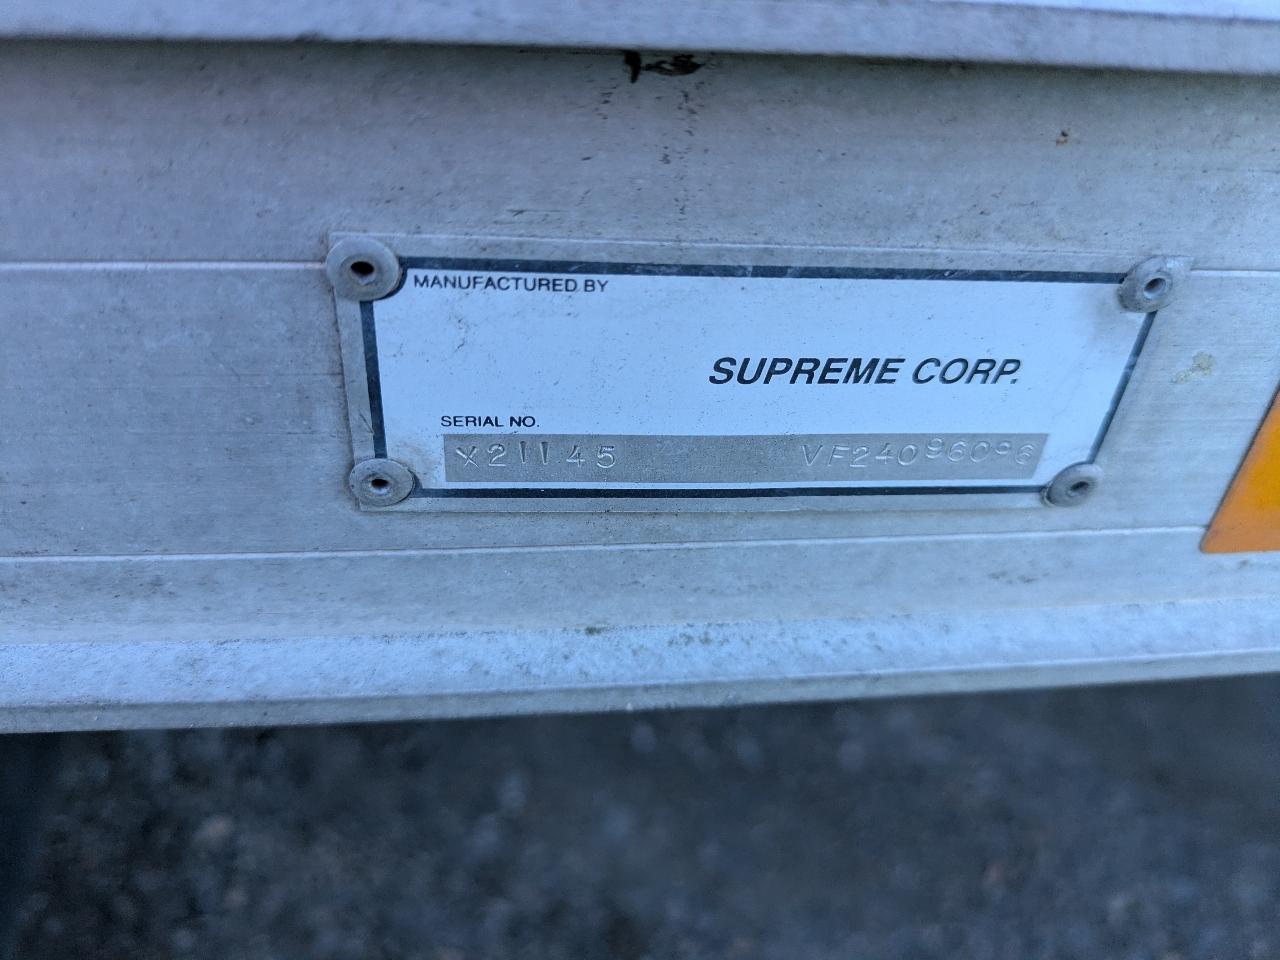 MANUFACTURED BY
SUPREME CORP.
SERIAL NO.
X21145 VF24096096